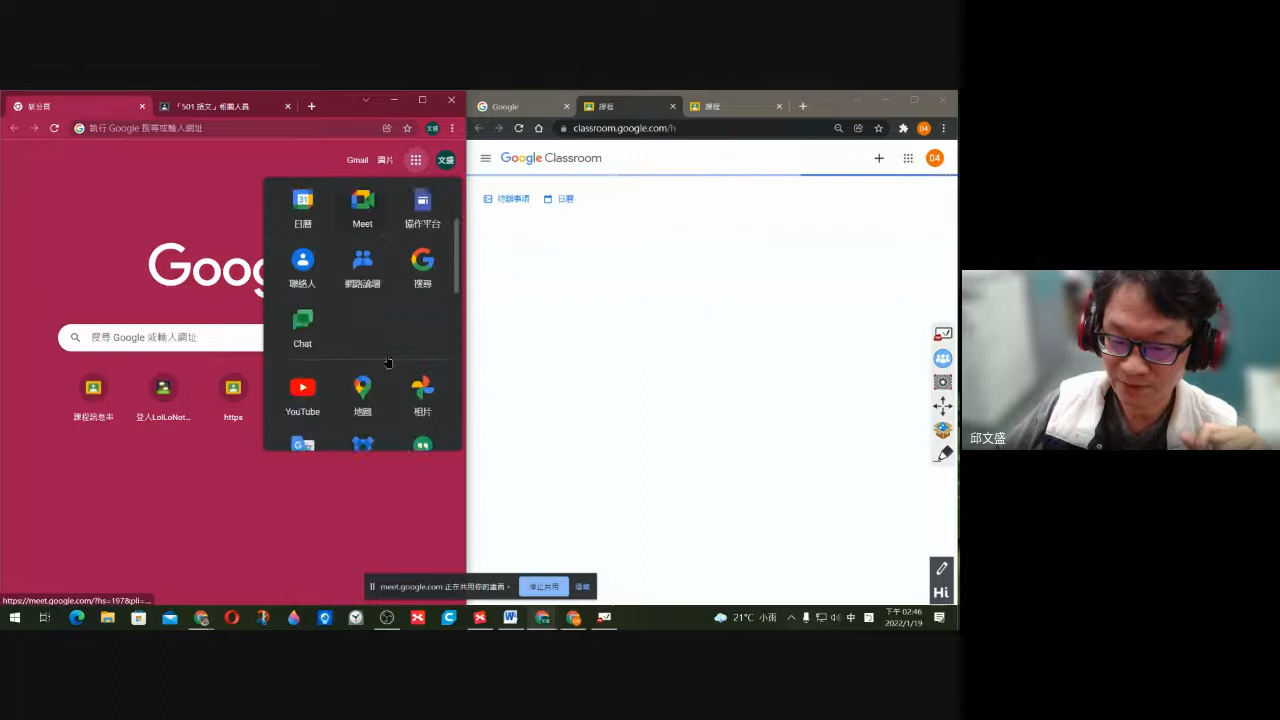 新分頁
「501 語文」相關人員
執行 Google 搜尋或輸入網址
文盛
Gmail
圖片
文盛
31
日曆
Meet
協作平台
聯絡人
網路論壇
搜尋
Chat
YouTube
地圖
相片
Goog
搜尋 Google 或輸入網址
課程訊息串
登入LoiLoNot...
https
https://meet.google.com/?hs=197&pli=...
Google
課程
課程
classroom.google.com/h
04
Google Classroom
04
待辦事項
日曆
meet.google.com 正在共用你的畫面。
停止共用
隱藏
Hi
邱文盛
21°C 小雨
中
下午 02:46
2022/1/19